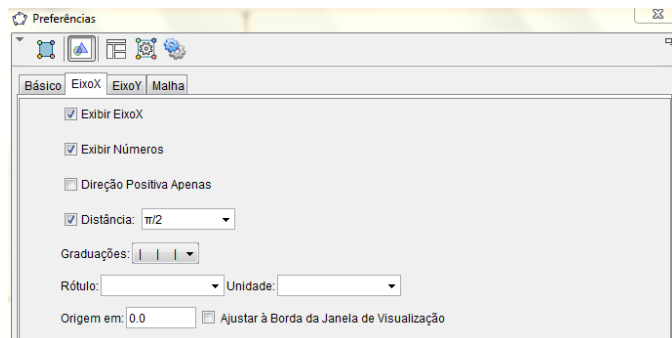 Preferências
Básico EixoX EixoY Malha
Exibir EixoX
Exibir Números
Direção Positiva Apenas
Distância: π/2
Graduações:
Rótulo: Unidade:
Origem em: 0.0 Ajustar à Borda da Janela de Visualização